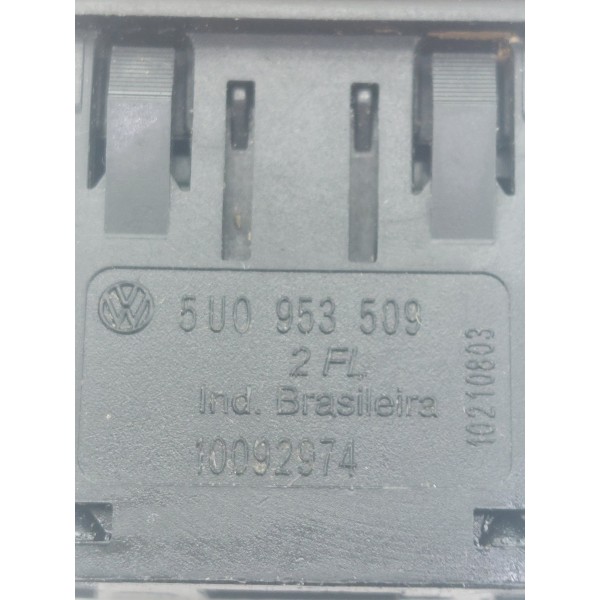 5U0 953 509
2 FL
Ind. Brasileira
10092974
10210803